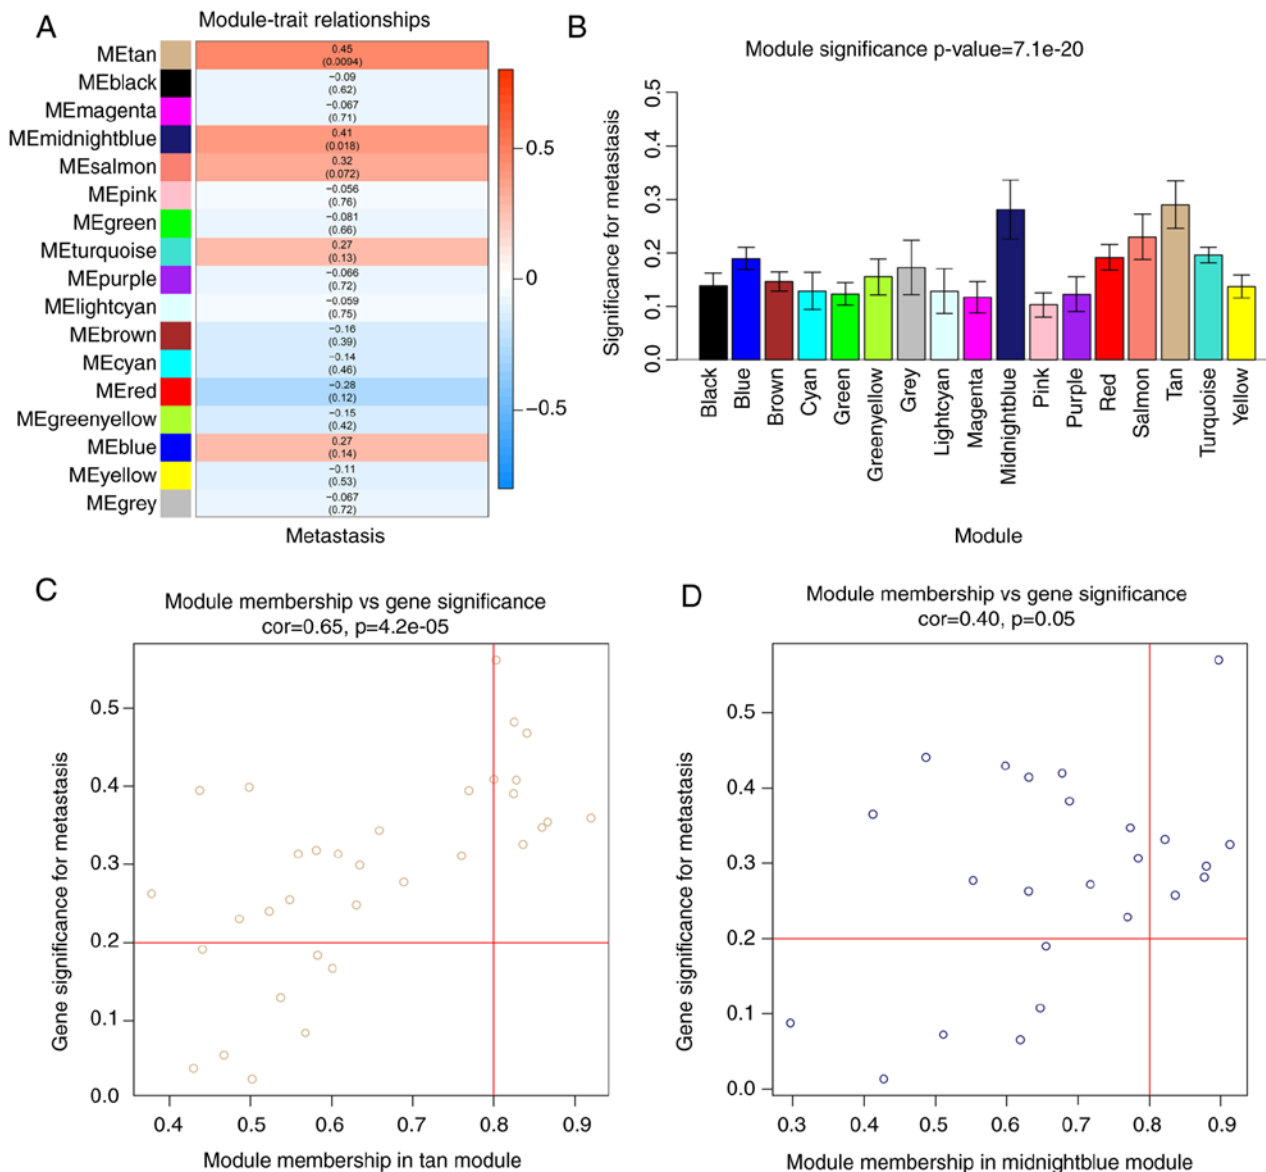 A
Module-trait relationships
MEtan
0.45
(0.0094)
MEblack
−0.09
(0.62)
MEmagenta
−0.067
(0.71)
MEmidnightblue
0.41
(0.018)
MEsalmon
0.32
(0.072)
MEpink
−0.056
(0.76)
MEgreen
−0.081
(0.66)
MEturquoise
0.27
(0.13)
MEpurple
−0.066
(0.72)
MElightcyan
−0.059
(0.75)
MEbrown
−0.16
(0.39)
MEcyan
−0.14
(0.46)
MEred
−0.28
(0.12)
MEgreenyellow
−0.15
(0.42)
MEblue
0.27
(0.14)
MEyellow
−0.11
(0.53)
MEgrey
−0.067
(0.72)
0.5
0
−0.5
Metastasis
B
Module significance p-value=7.1e-20
Significance for metastasis
0.5
0.4
0.3
0.2
0.1
0.0
Black
Blue
Brown
Cyan
Green
Greenyellow
Grey
Lightcyan
Magenta
Midnightblue
Pink
Purple
Red
Salmon
Tan
Turquoise
Yellow
Module
C
Module membership vs gene significance
cor=0.65, p=4.2e-05
Gene significance for metastasis
0.5
0.4
0.3
0.2
0.1
0.0
0.4 0.5 0.6 0.7 0.8 0.9
Module membership in tan module
D
Module membership vs gene significance
cor=0.40, p=0.05
Gene significance for metastasis
0.5
0.4
0.3
0.2
0.1
0.0
0.3 0.4 0.5 0.6 0.7 0.8 0.9
Module membership in midnightblue module